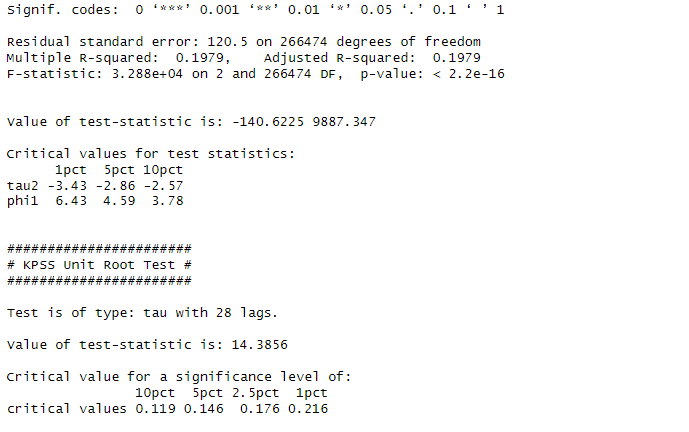 Signif. codes:  0 ‘***’ 0.001 ‘**’ 0.01 ‘*’ 0.05 ‘.’ 0.1 ‘ ’ 1
Residual standard error: 120.5 on 266474 degrees of freedom
Multiple R-squared:  0.1979,    Adjusted R-squared:  0.1979
F-statistic: 3.288e+04 on 2 and 266474 DF,  p-value: < 2.2e-16
Value of test-statistic is: -140.6225 9887.347
Critical values for test statistics:
1pct  5pct 10pct
tau2 -3.43 -2.86 -2.57
phi1  6.43  4.59  3.78
#######################
# KPSS Unit Root Test #
#######################
Test is of type: tau with 28 lags.
Value of test-statistic is: 14.3856
Critical value for a significance level of:
10pct  5pct 2.5pct  1pct
critical values 0.119 0.146  0.176 0.216